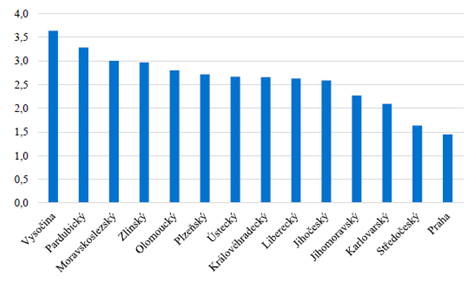 4,0
3,5
3,0
2,5
2,0
1,5
1,0
0,5
0,0
Vysočina
Pardubický
Moravskoslezský
Zlínský
Olomoucký
Plzeňský
Ústecký
Královéhradecký
Liberecký
Jihočeský
Jihomoravský
Karlovarský
Středočeský
Praha